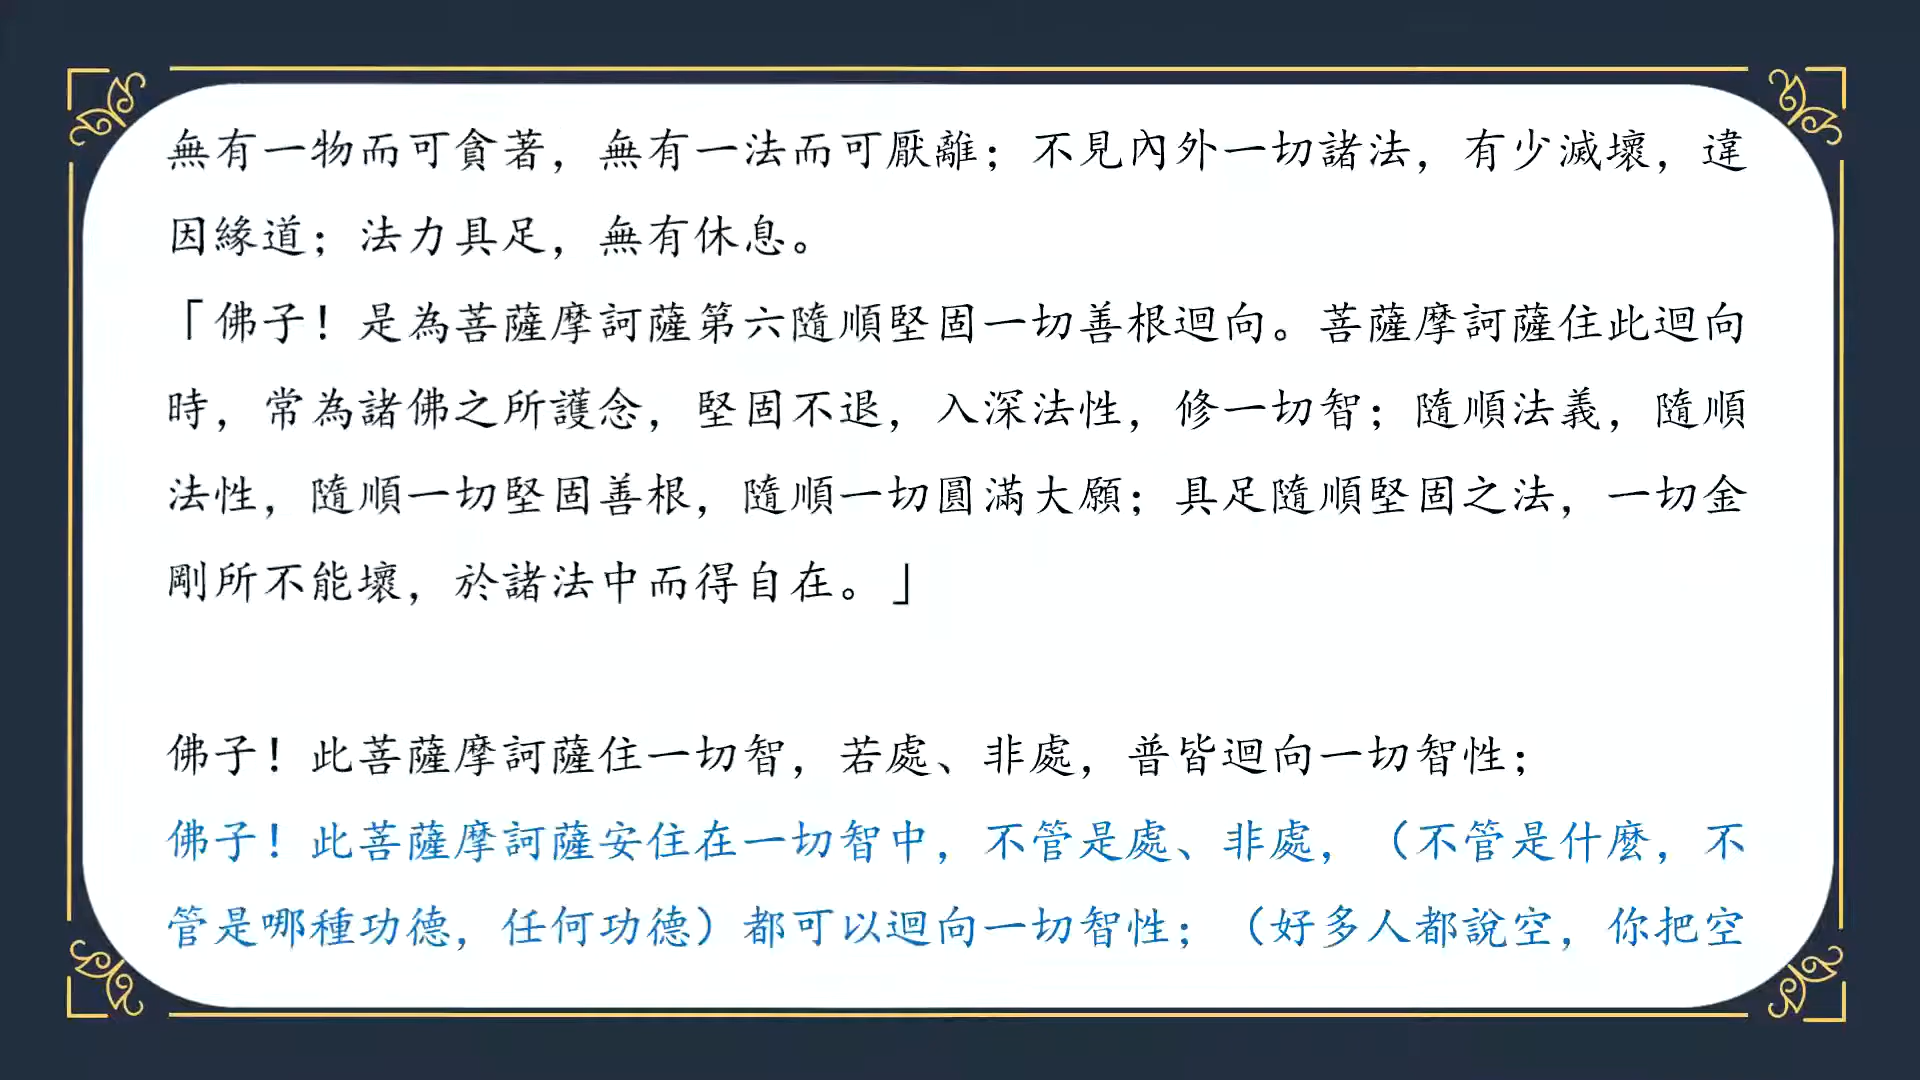 無有一物而可貪著，無有一法而可厭離；不見內外一切諸法，有少滅壞，違
因緣道；法力具足，無有休息。
「佛子！是為菩薩摩訶薩第六隨順堅固一切善根迴向。菩薩摩訶薩住此迴向
時，常為諸佛之所護念，堅固不退，入深法性，修一切智；隨順法義，隨順
法性，隨順一切堅固善根，隨順一切圓滿大願；具足隨順堅固之法，一切金
剛所不能壞，於諸法中而得自在。」
佛子！此菩薩摩訶薩住一切智，若處、非處，普皆迴向一切智性；
佛子！此菩薩摩訶薩安住在一切智中，不管是處、非處，（不管是什麼，不
管是哪種功德，任何功德）都可以迴向一切智性；（好多人都說空，你把空